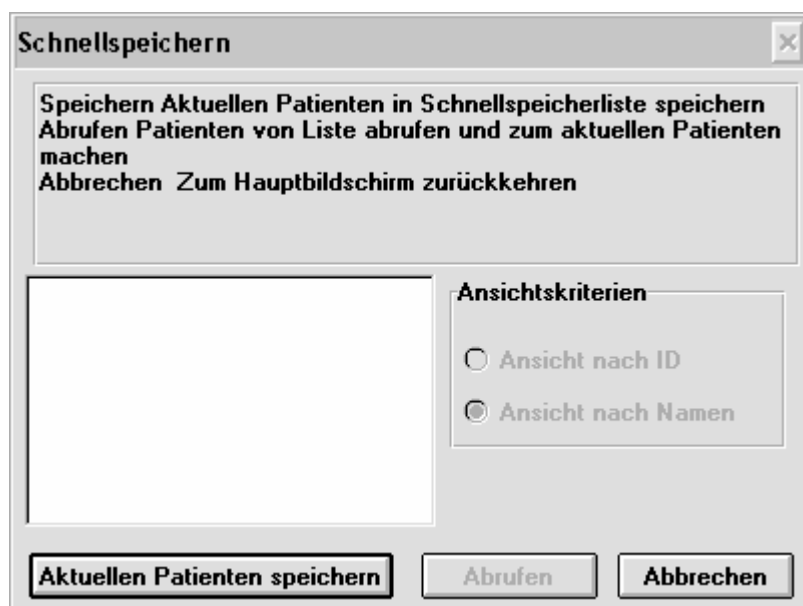 Schnellspeichern
Speichern Aktuellen Patienten in Schnellspeicherliste speichern
Abrufen Patienten von Liste abrufen und zum aktuellen Patienten
machen
Abbrechen Zum Hauptbildschirm zurückkehren
Ansichtskriterien
Ansicht nach ID
Ansicht nach Namen
Aktuellen Patienten speichern
Abrufen
Abbrechen